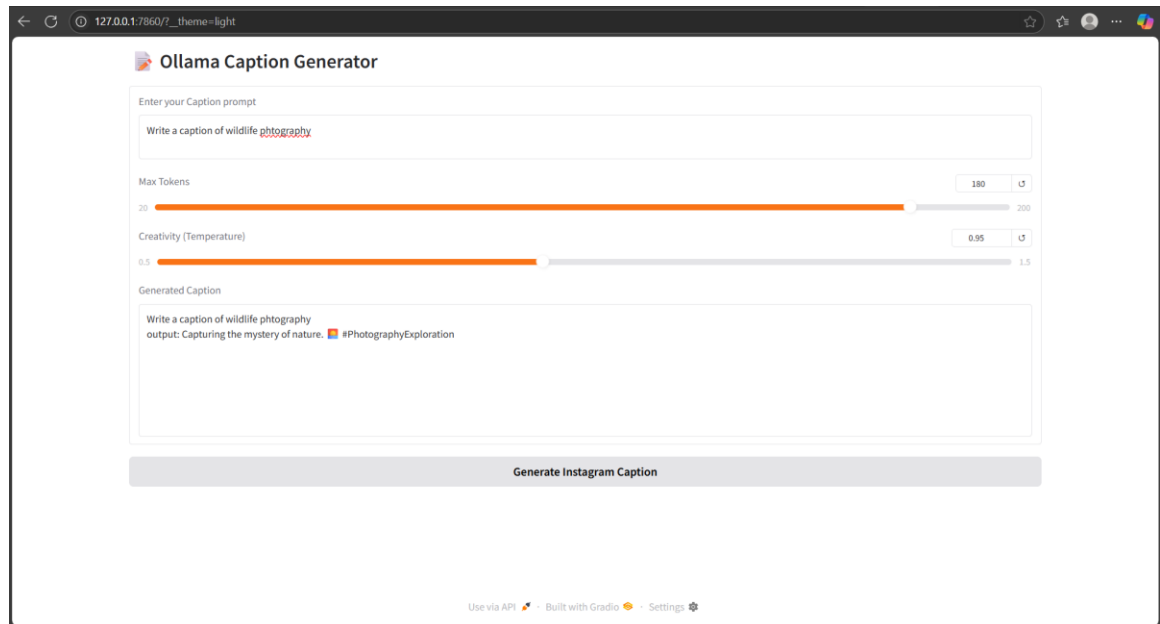 127.0.0.1:7860/?_theme=light
📝 Ollama Caption Generator
Enter your Caption prompt
Write a caption of wildlife phtography
Max Tokens
180
20
200
Creativity (Temperature)
0.95
0.5
1.5
Generated Caption
Write a caption of wildlife phtography
output: Capturing the mystery of nature. 🌅 #PhotographyExploration
Generate Instagram Caption
Use via API 🚀 · Built with Gradio · Settings ⚙️